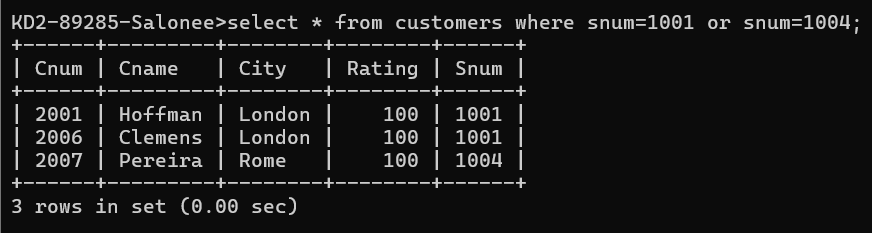 KD2-89285-Salonee>select * from customers where snum=1001 or snum=1004;
+------+---------+--------+--------+------+
| Cnum | Cname   | City   | Rating | Snum |
+------+---------+--------+--------+------+
| 2001 | Hoffman | London |    100 | 1001 |
| 2006 | Clemens | London |    100 | 1001 |
| 2007 | Pereira | Rome   |    100 | 1004 |
+------+---------+--------+--------+------+
3 rows in set (0.00 sec)